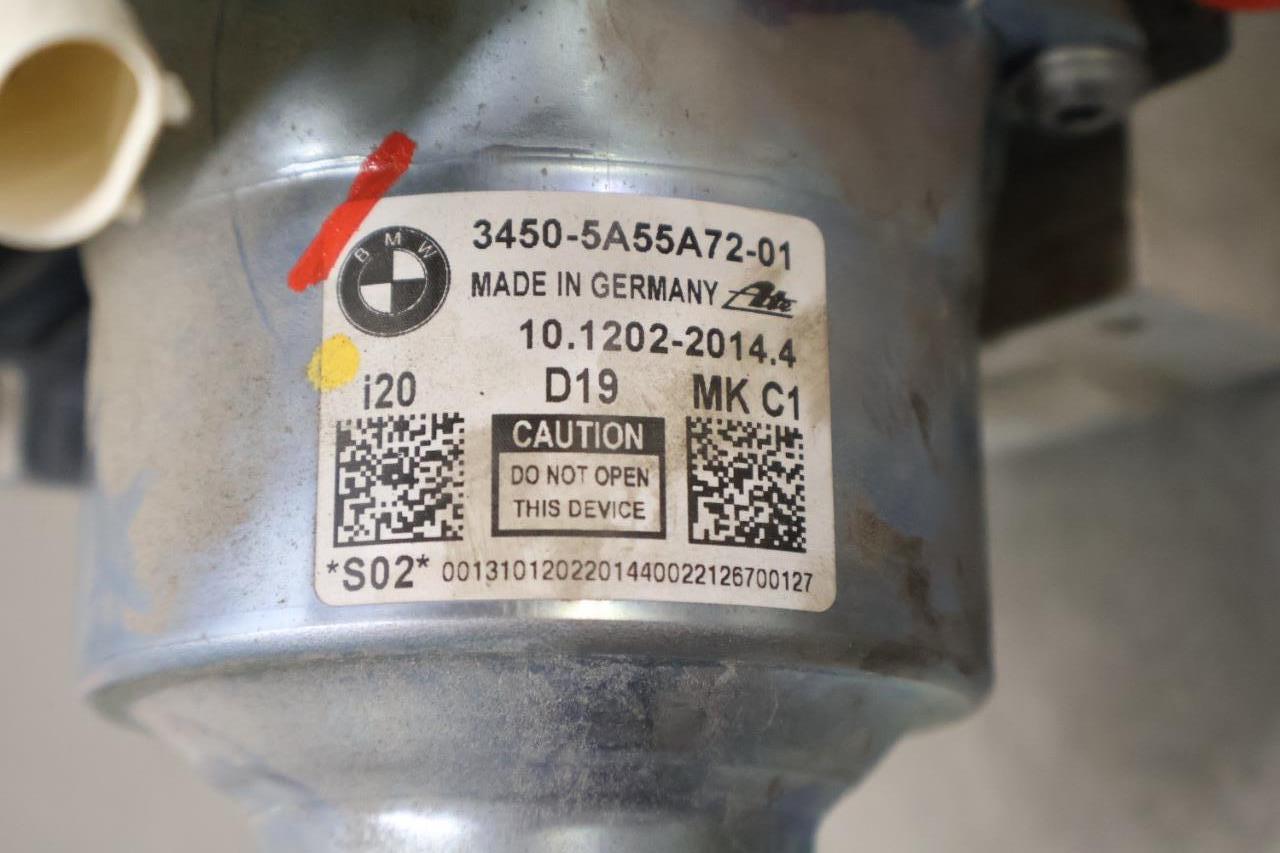 BMW
3450-5A55A72-01
MADE IN GERMANY Ate
10.1202-2014.4
i20 D19 MK C1
CAUTION
DO NOT OPEN
THIS DEVICE
*S02* 0013101202201440022126700127